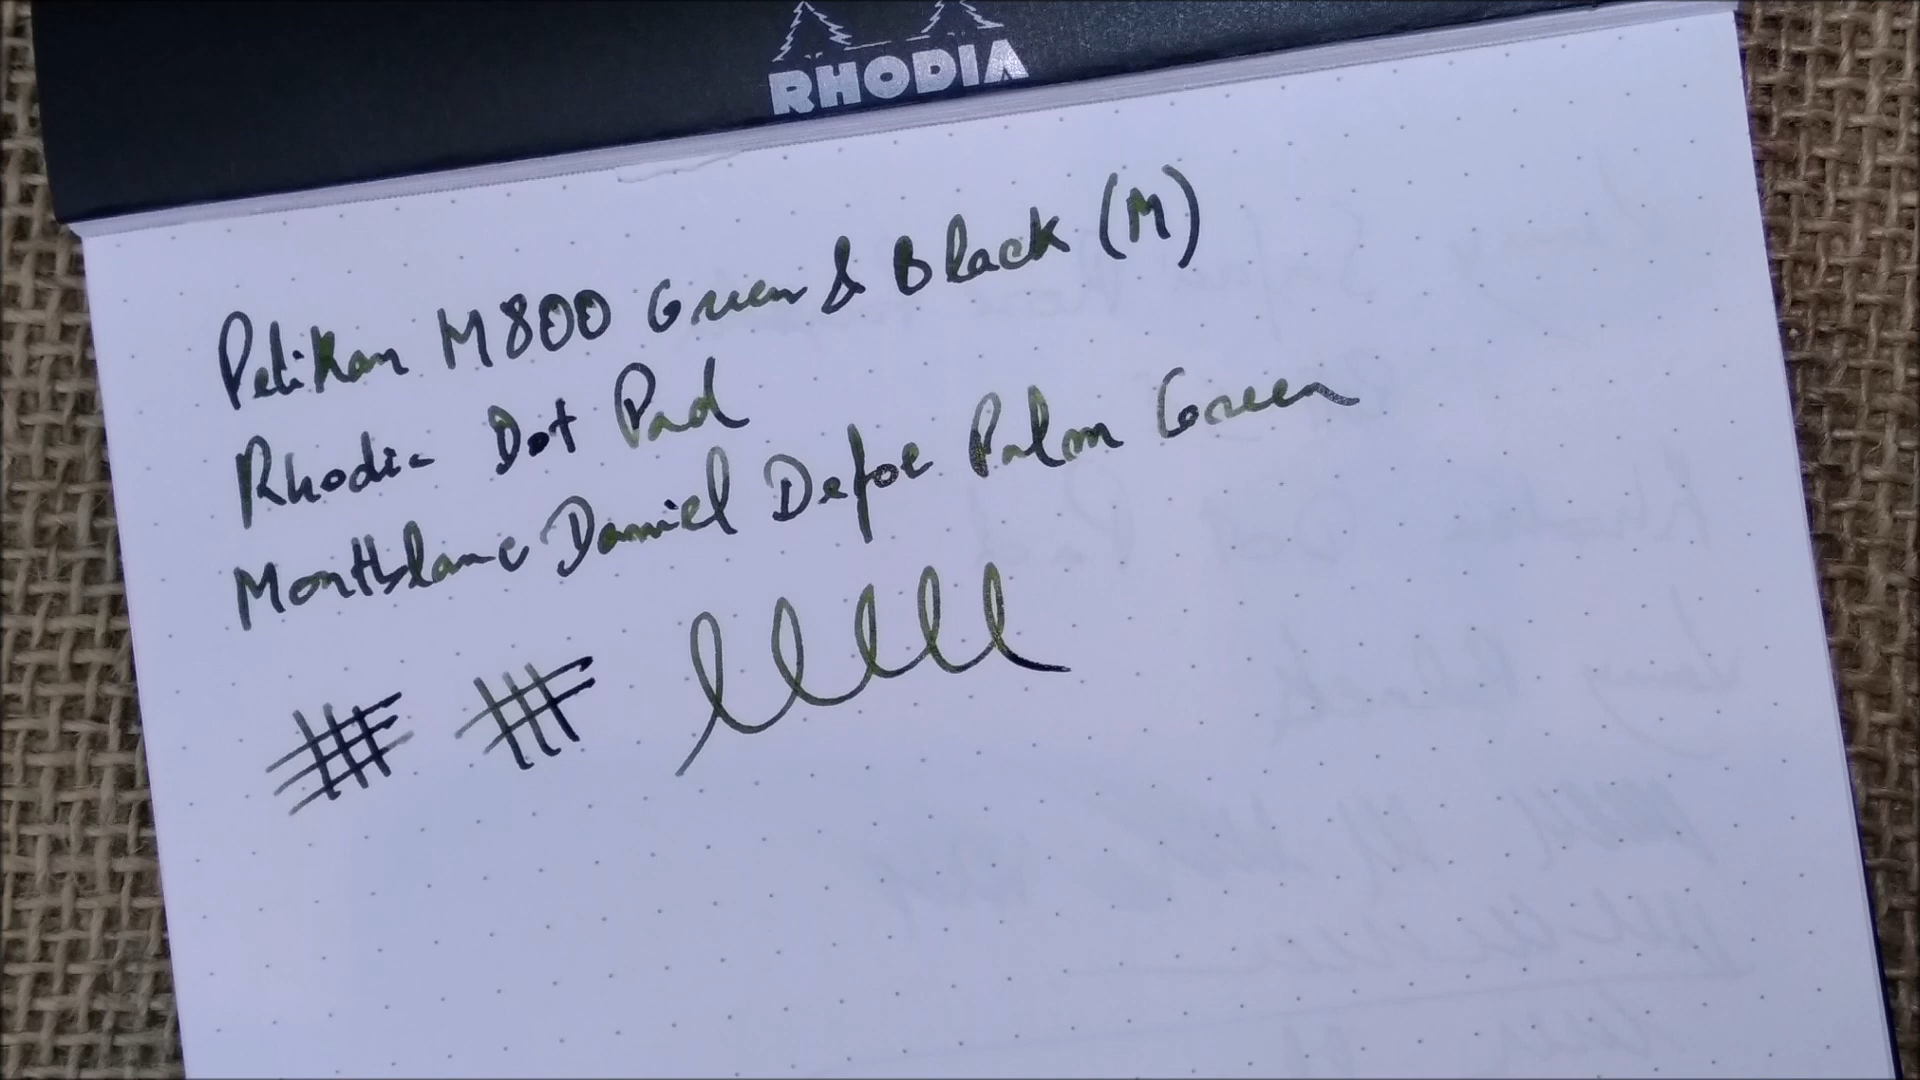 RHODIA
Pelikan M800 Green & Black (M)
Rhodia Dot Pad
Montblanc Daniel Defoe Palm Green